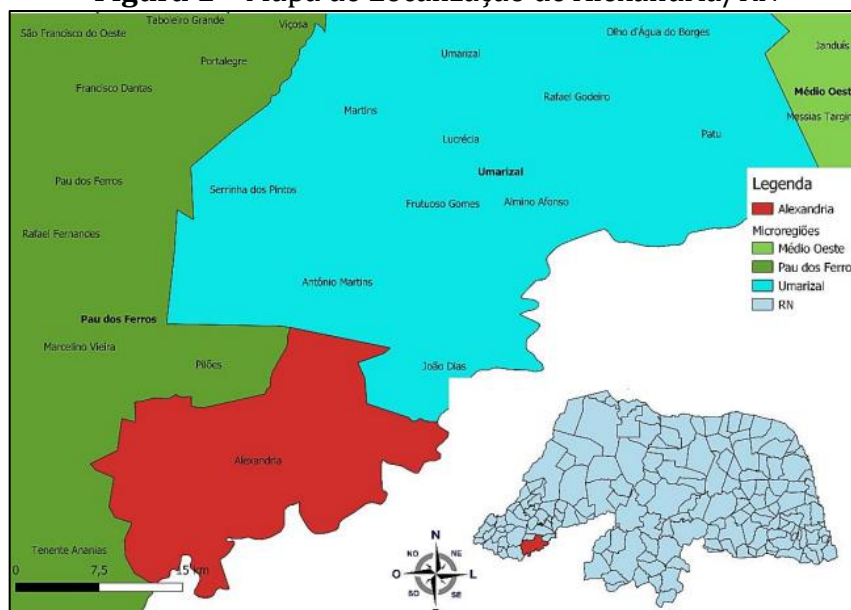 São Francisco do Oeste
Taboleiro Grande
Viçosa
Portalegre
Francisco Dantas
Umarizal
Olho d'Água do Borges
Janduís
Médio Oeste
Martins
Rafael Godeiro
Messias Targin
Lucrécia
Patu
Umarizal
Pau dos Ferros
Serrinha dos Pintos
Frutuoso Gomes
Almino Afonso
Rafael Fernandes
Antônio Martins
Pau dos Ferros
Marcelino Vieira
Pilões
João Dias
Alexandria
Tenente Ananias
0 7,5 15 km
Legenda
Alexandria
Microregiões
Médio Oeste
Pau dos Ferro
Umarizal
RN
N
NO NE
O L
SO SE